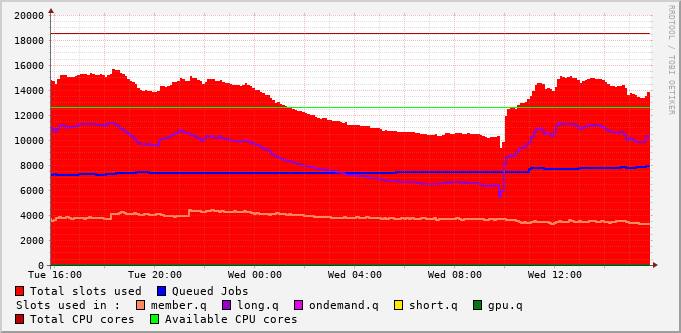 RRDTOOL / TOBI OETIKER
20000
18000
16000
14000
12000
10000
8000
6000
4000
2000
0
Tue 16:00 Tue 20:00 Wed 00:00 Wed 04:00 Wed 08:00 Wed 12:00
Total slots used Queued Jobs
Slots used in : member.q long.q ondemand.q short.q gpu.q
Total CPU cores Available CPU cores